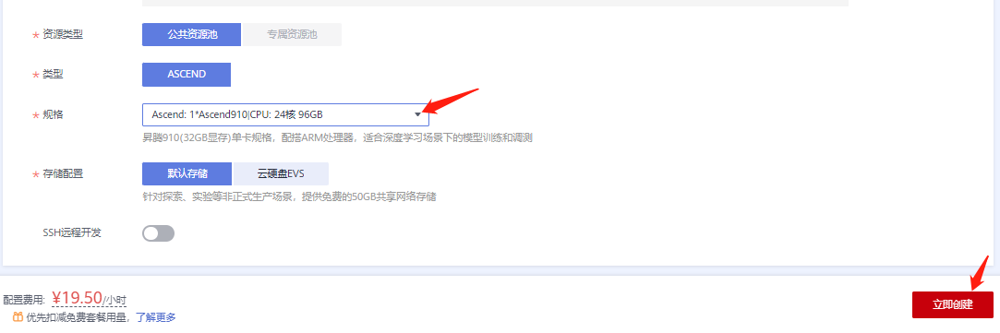 * 资源类型 公共资源池 专属资源池
* 类型 ASCEND
* 规格 Ascend: 1*Ascend910|CPU: 24核 96GB
昇腾910(32GB显存)单卡规格，配搭ARM处理器，适合深度学习场景下的模型训练和调测
* 存储配置 默认存储 云硬盘EVS
针对探索、实验等非正式生产场景，提供免费的50GB共享网络存储
SSH远程开发
配置费用: ¥19.50/小时
优先扣减免费套餐用量，了解更多
立即创建